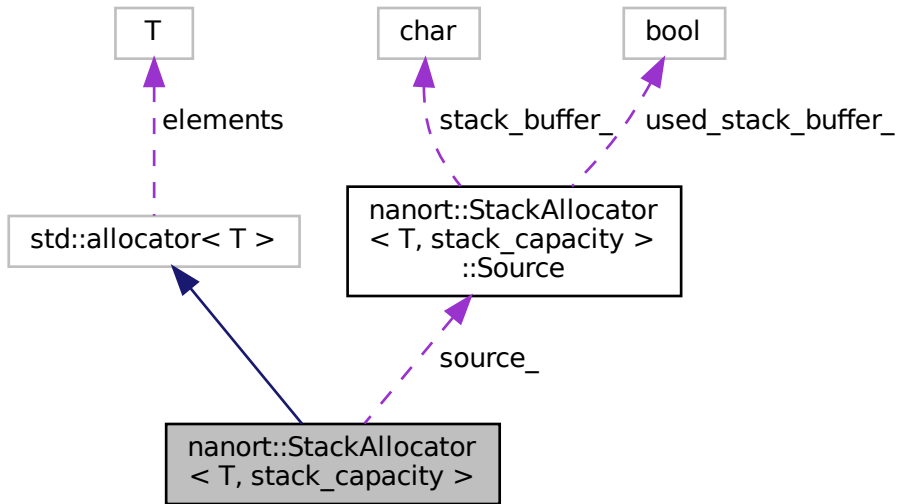 T
char
bool
elements
stack_buffer_
used_stack_buffer_
std::allocator< T >
nanort::StackAllocator
< T, stack_capacity >
::Source
source_
nanort::StackAllocator
< T, stack_capacity >